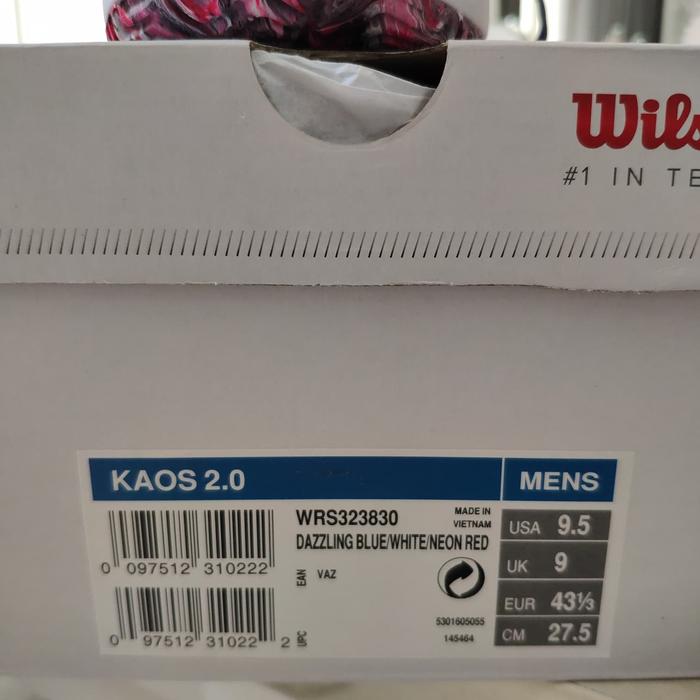 Wils
#1 IN TE
KAOS 2.0
MENS
WRS323830
MADE IN
VIETNAM
DAZZLING BLUE/WHITE/NEON RED
0 097512 310222
EAN
VAZ
0 97512 31022 2
UPC
5301605055
145464
USA 9.5
UK 9
EUR 43⅓
CM 27.5